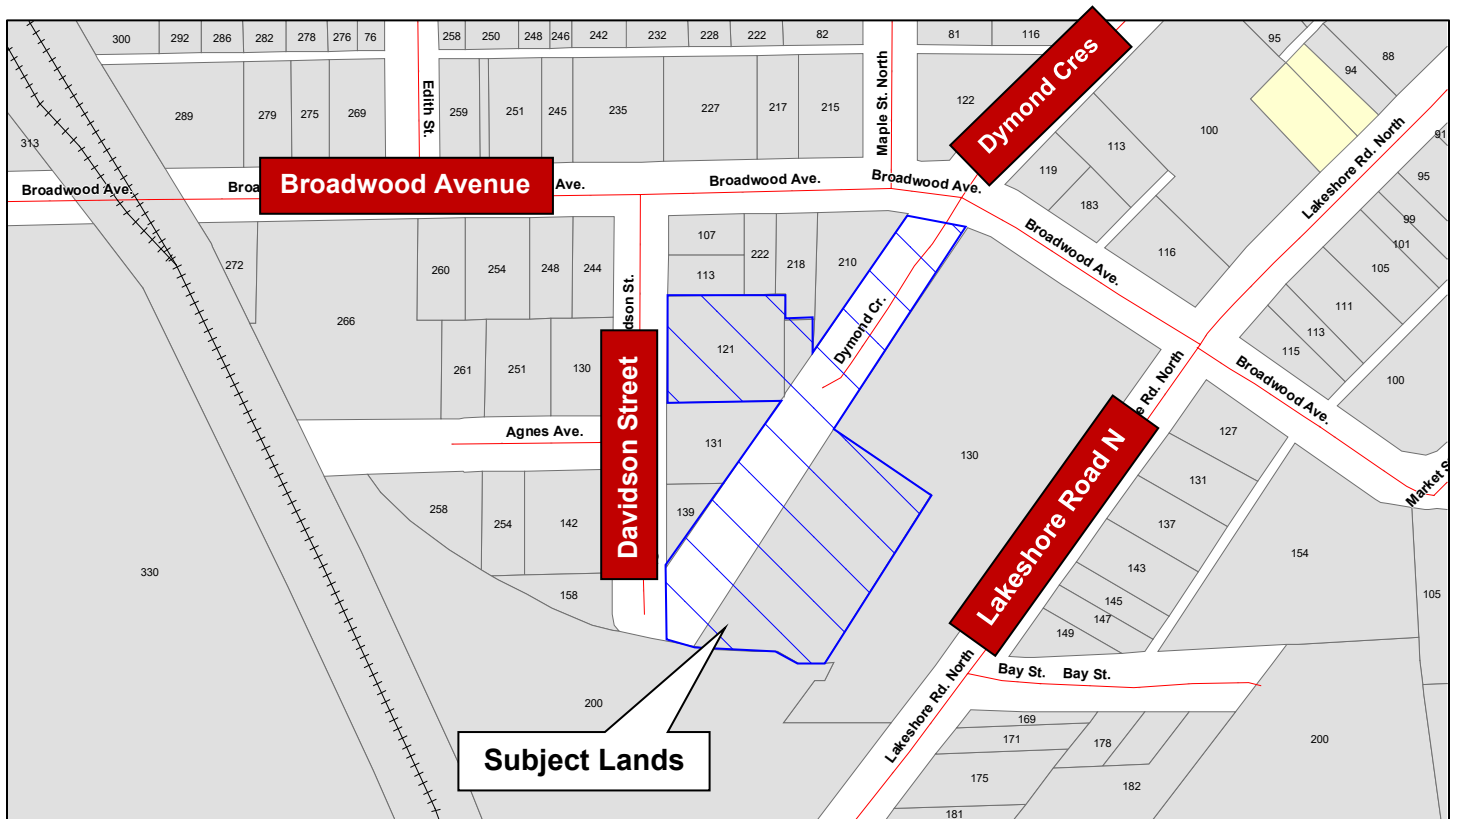 300 292 286 282 278 276 76 258 250 248 246 242 232 228 222 82 81 116 95 94 88
289 279 275 269 Edith St. 259 251 245 235 227 217 215 Maple St. North 122 Dymond Cres 100
313 119 113 183 116 Lakeshore Rd. North 91 95 99 101 105 111 113 115 100
Broadwood Ave. Broa Broadwood Avenue Ave. Broadwood Ave. Broadwood Ave.
Broadwood Ave.
Broadwood Ave.
272 266 260 254 248 244 dson St. 107 113 222 218 210
261 251 130 Davidson Street 121 Dymond Cr. e Rd. North
Agnes Ave. 131 130 Lakeshore Road N 127
258 254 142 139 131 137 154 Market S
330 158 143 145 147 149 105
Bay St. Bay St.
200 Lakeshore Rd. North 169 171 178 200
Subject Lands 175 182
181